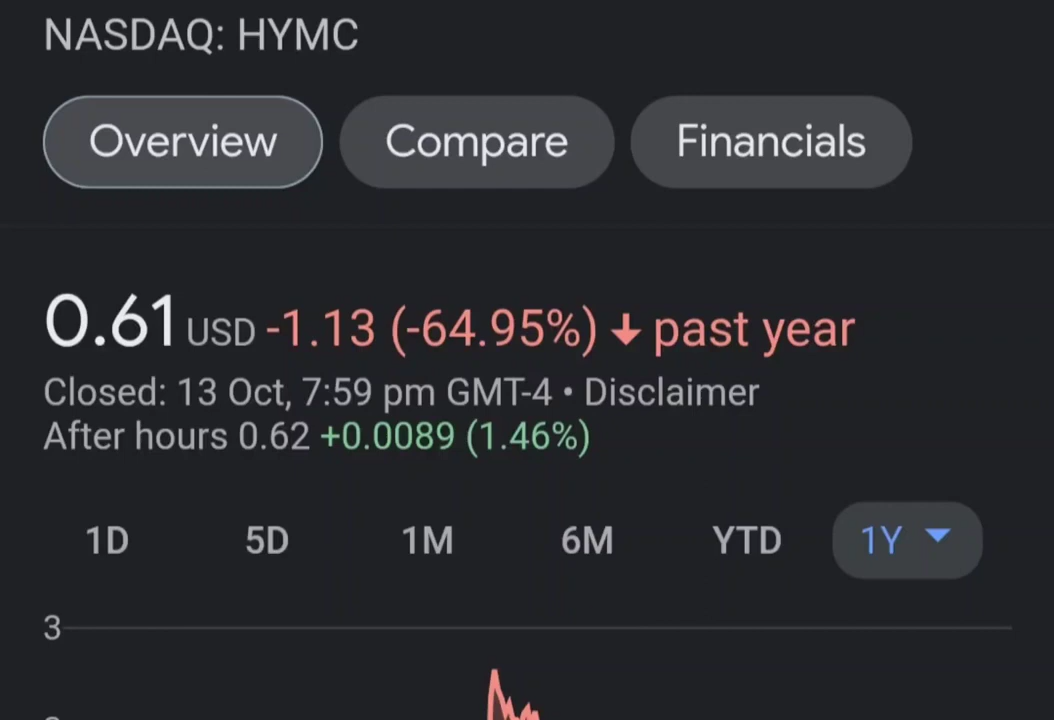 NASDAQ: HYMC
Overview Compare Financials
0.61 USD -1.13 (-64.95%) ↓ past year
Closed: 13 Oct, 7:59 pm GMT-4 • Disclaimer
After hours 0.62 +0.0089 (1.46%)
1D 5D 1M 6M YTD 1Y
3